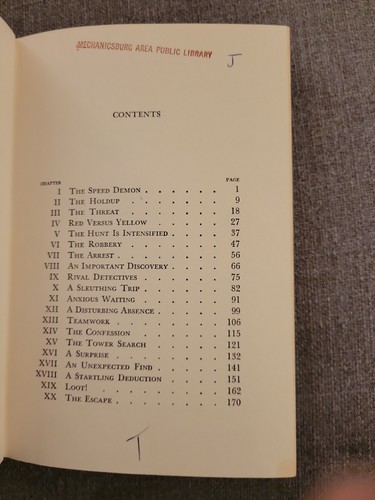 MECHANICSBURG AREA PUBLIC LIBRARY
J
CONTENTS
CHAPTER PAGE
I THE SPEED DEMON . . . . . . 1
II THE HOLDUP . . . . . . 9
III THE THREAT . . . . . . 18
IV RED VERSUS YELLOW . . . . . 27
V THE HUNT IS INTENSIFIED . . . . 37
VI THE ROBBERY . . . . . . 47
VII THE ARREST . . . . . . . 56
VIII AN IMPORTANT DISCOVERY . . . . 66
IX RIVAL DETECTIVES . . . . . 75
X A SLEUTHING TRIP . . . . . 82
XI ANXIOUS WAITING . . . . . 91
XII A DISTURBING ABSENCE . . . . 99
XIII TEAMWORK . . . . . . 106
XIV THE CONFESSION . . . . . 115
XV THE TOWER SEARCH . . . . . 121
XVI A SURPRISE . . . . . . 132
XVII AN UNEXPECTED FIND . . . . . 141
XVIII A STARTLING DEDUCTION . . . . 151
XIX LOOT! . . . . . . 162
XX THE ESCAPE . . . . . . . 170
T